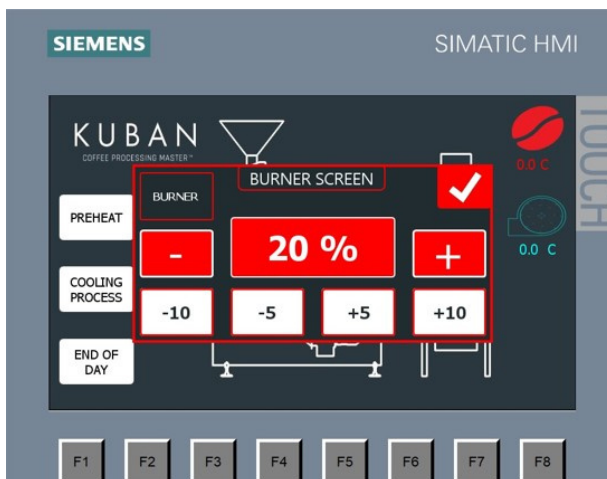 SIEMENS
SIMATIC HMI
TOUCH
KUBAN
COFFEE PROCESSING MASTER
0.0 C
BURNER SCREEN
BURNER
PREHEAT
-
20 %
+
0.0 C
COOLING
PROCESS
-10
-5
+5
+10
END OF
DAY
F1
F2
F3
F4
F5
F6
F7
F8